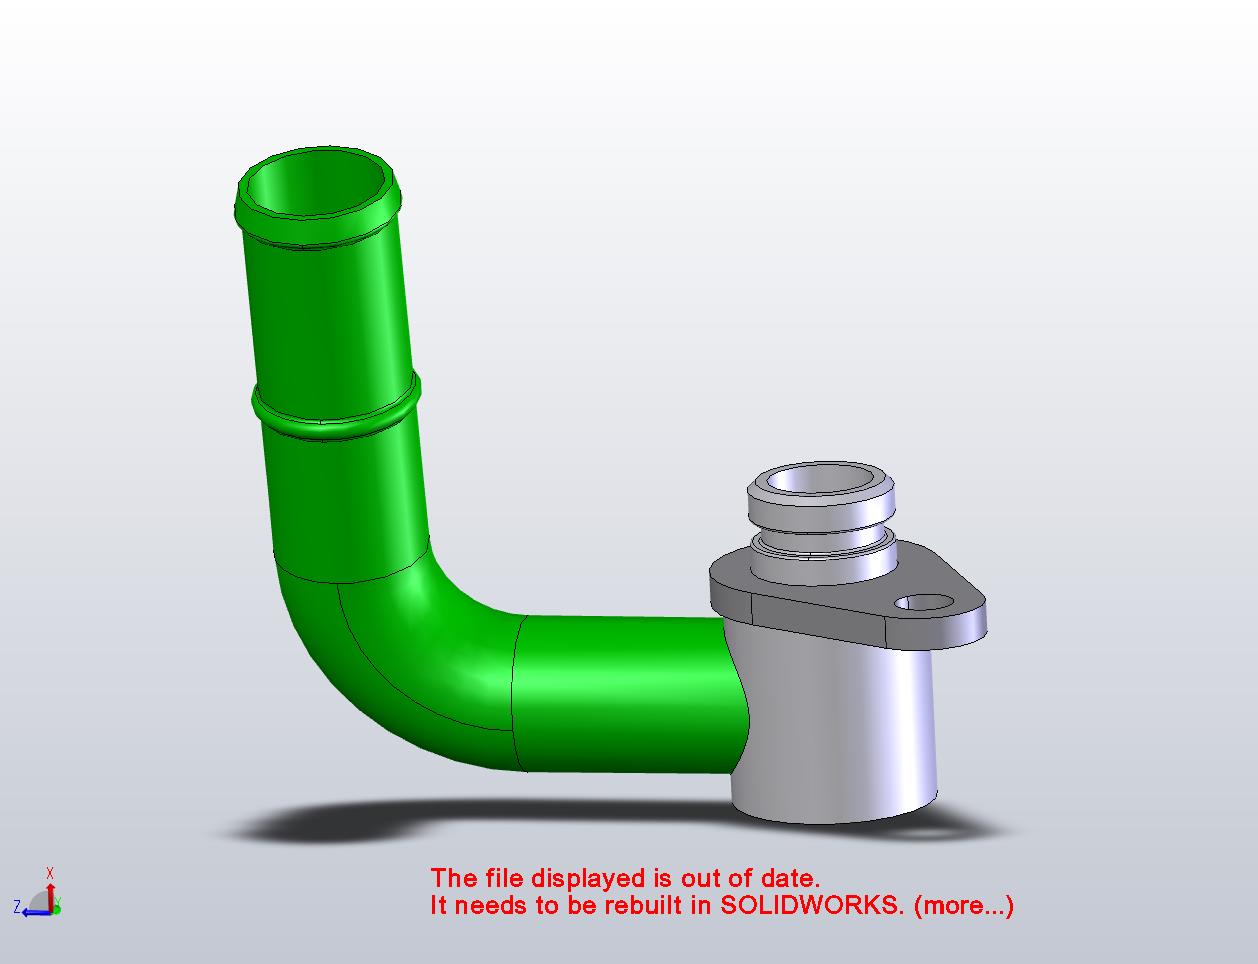 The file displayed is out of date.
It needs to be rebuilt in SOLIDWORKS. (more...)
X
Z
Y